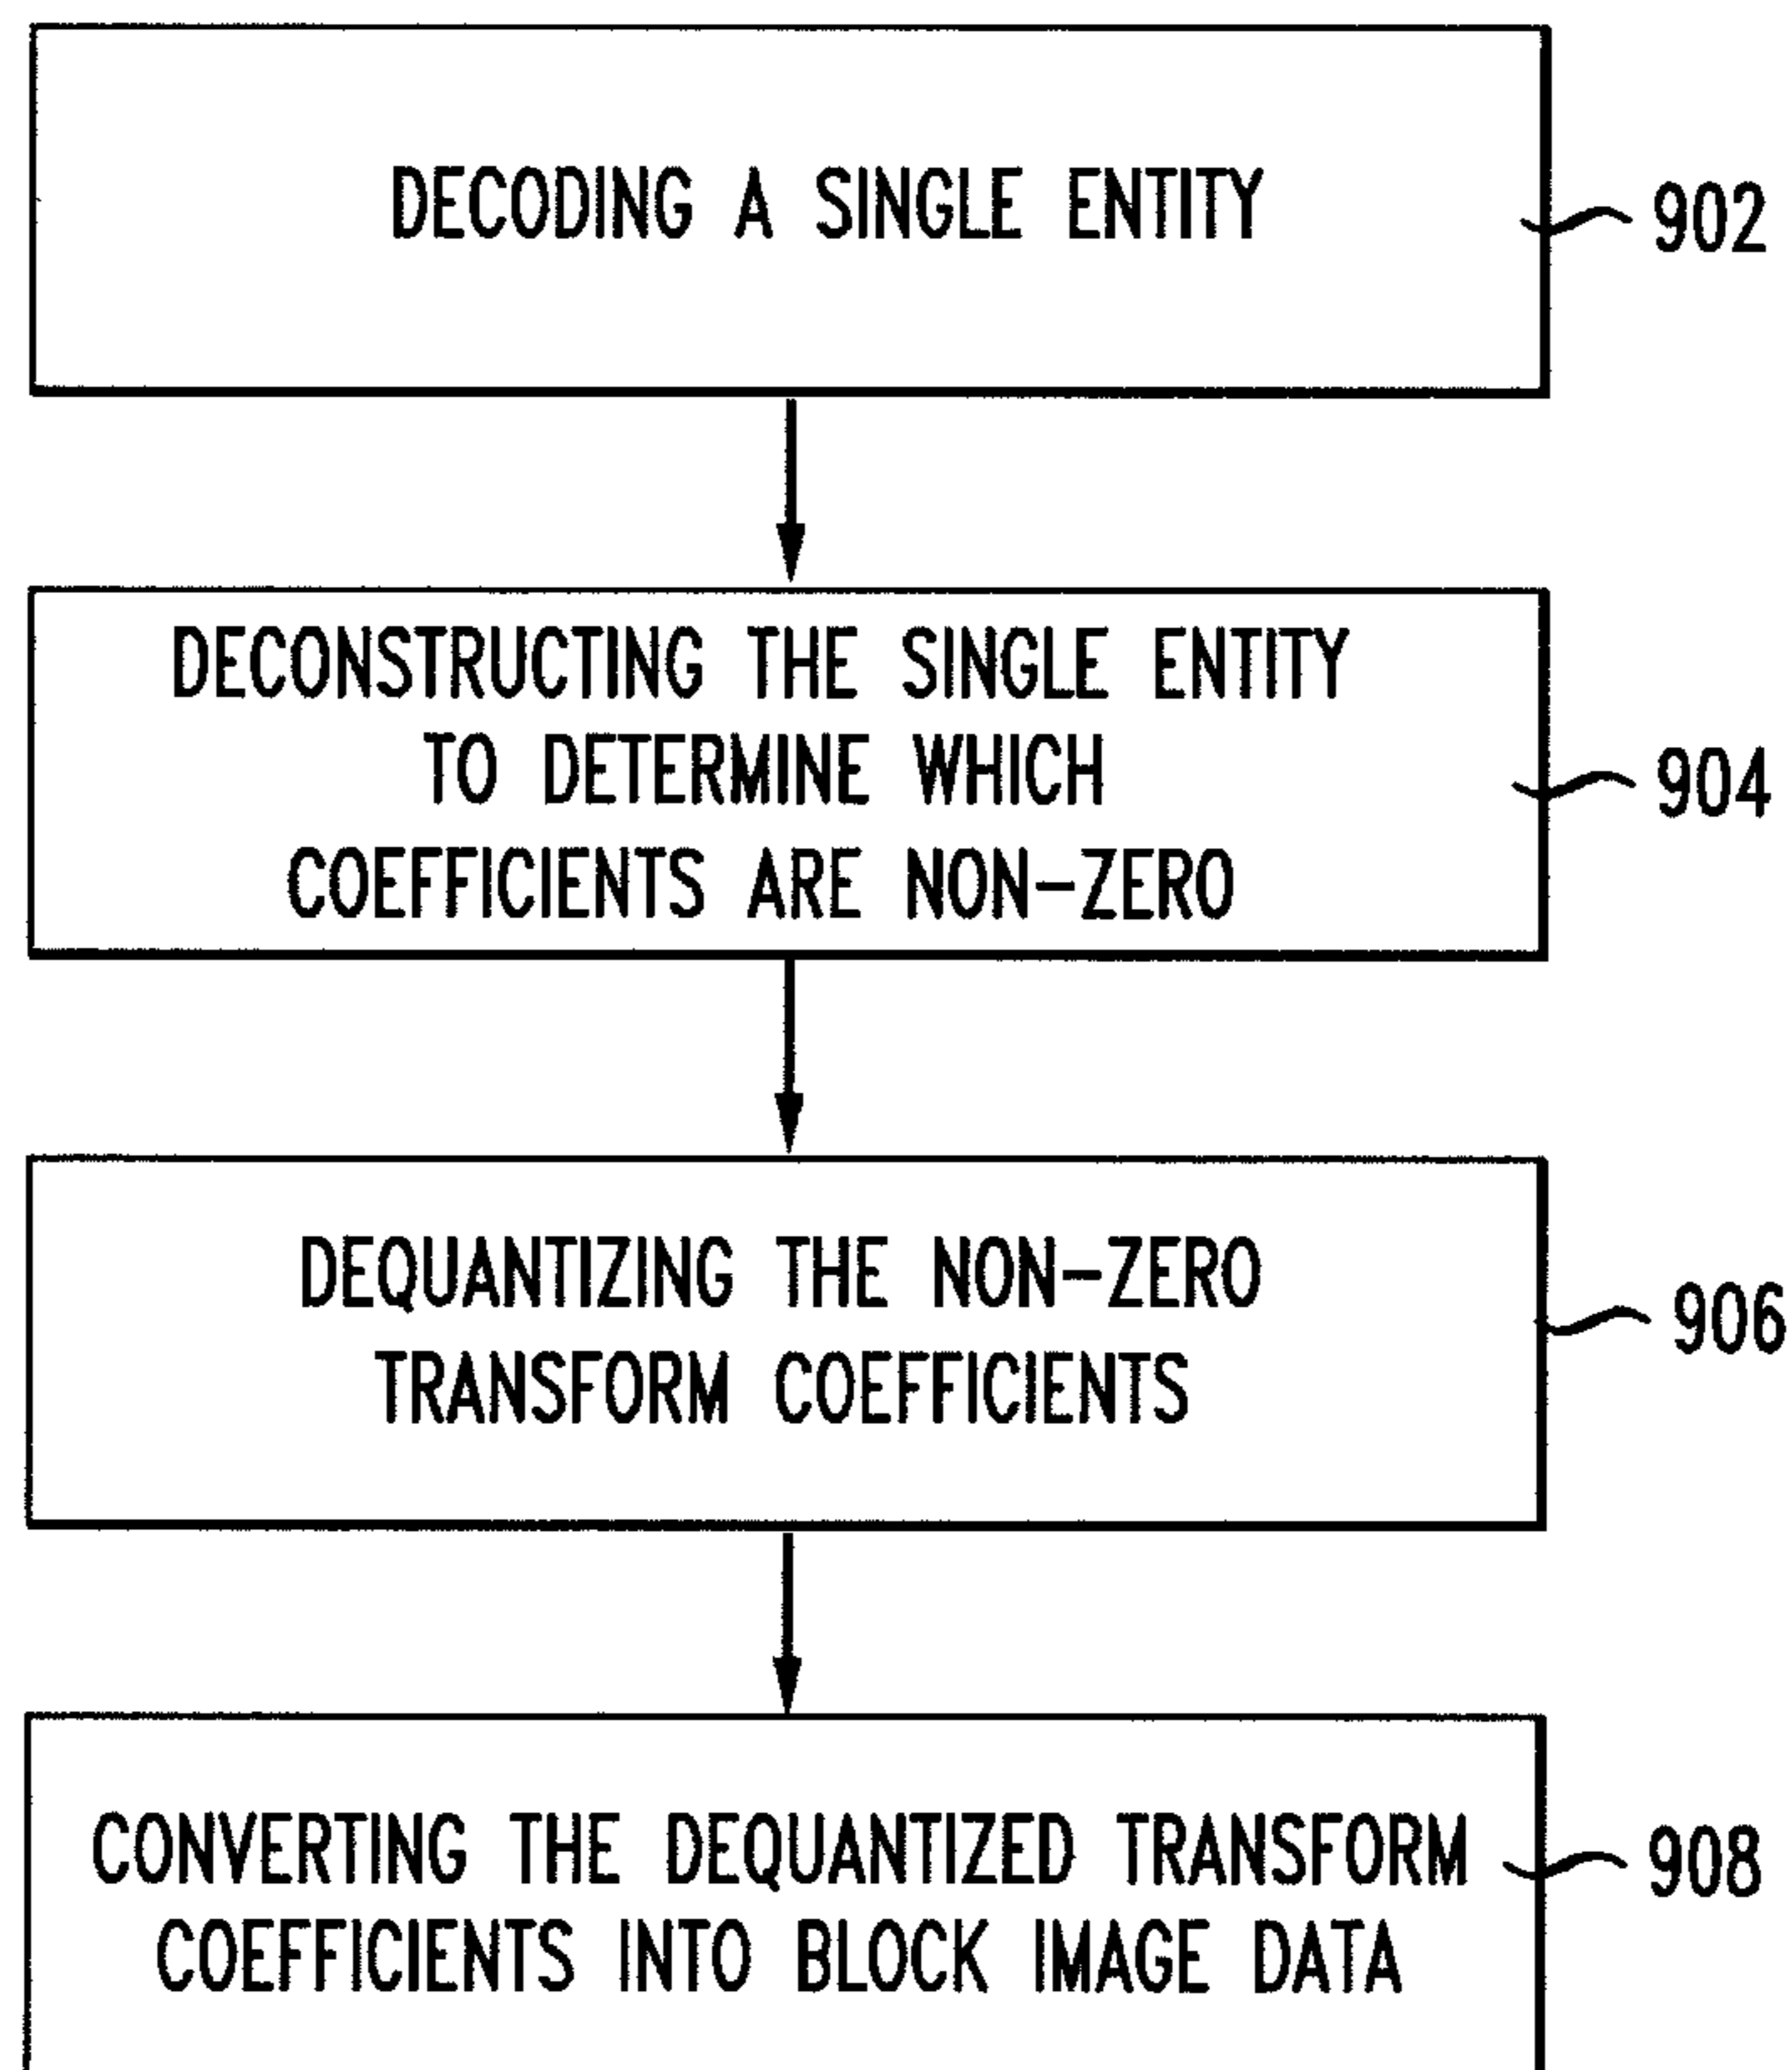 DECODING A SINGLE ENTITY
902
DECONSTRUCTING THE SINGLE ENTITY
TO DETERMINE WHICH
COEFFICIENTS ARE NON-ZERO
904
DEQUANTIZING THE NON-ZERO
TRANSFORM COEFFICIENTS
906
CONVERTING THE DEQUANTIZED TRANSFORM
COEFFICIENTS INTO BLOCK IMAGE DATA
908